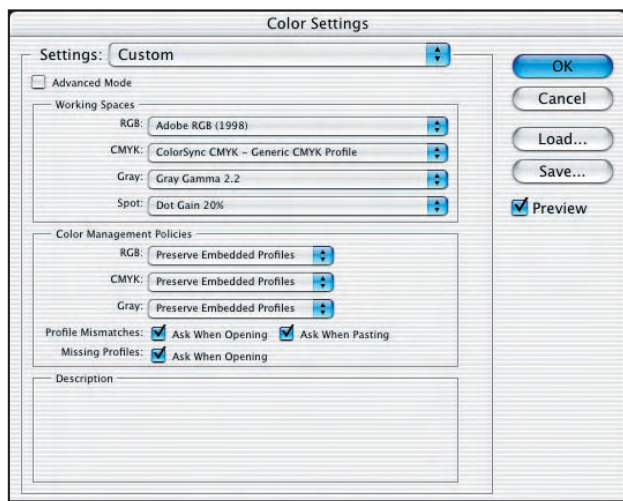 Color Settings
Settings: Custom
Advanced Mode
Working Spaces
RGB: Adobe RGB (1998)
CMYK: ColorSync CMYK – Generic CMYK Profile
Gray: Gray Gamma 2.2
Spot: Dot Gain 20%
Color Management Policies
RGB: Preserve Embedded Profiles
CMYK: Preserve Embedded Profiles
Gray: Preserve Embedded Profiles
Profile Mismatches: Ask When Opening Ask When Pasting
Missing Profiles: Ask When Opening
Description
OK
Cancel
Load...
Save...
Preview